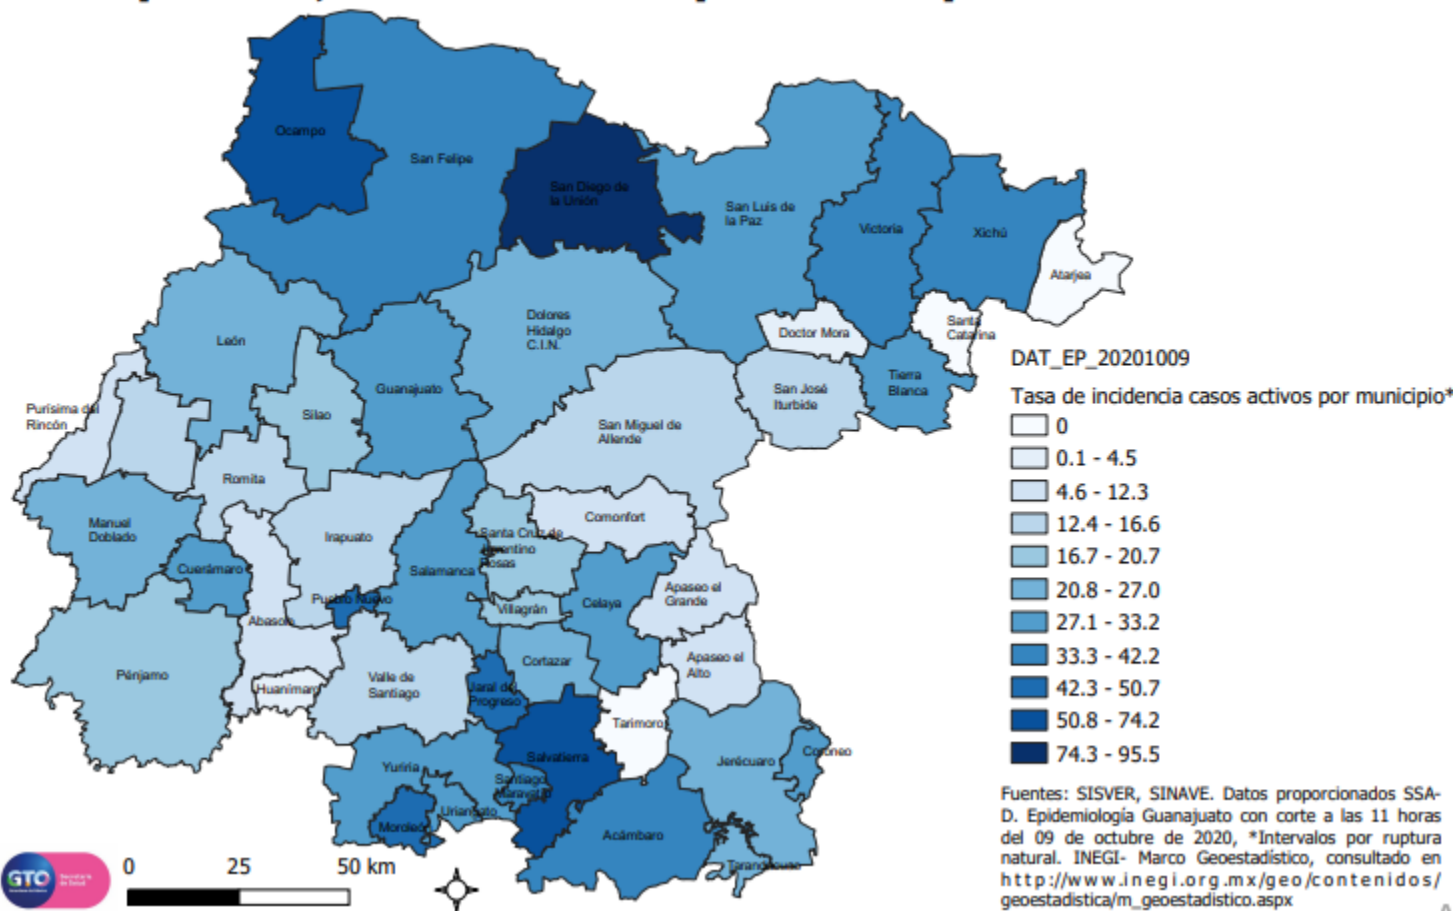 Ocampo
San Felipe
San Diego de
la Unión
San Luis de
la Paz
Victoria
Xichú
Atarjea
Doctor Mora
Santa
Catarina
León
Dolores
Hidalgo
C.I.N.
Guanajuato
Silao
San José
Iturbide
Tierra
Blanca
Purísima del
Rincón
San Miguel de
Allende
Romita
Manuel
Doblado
Irapuato
Comonfort
Santa Cruz de
Juventino
Rosas
Cuerámaro
Salamanca
Pueblo Nuevo
Villagrán
Celaya
Apaseo el
Grande
Abasolo
Pénjamo
Huanímaro
Valle de
Santiago
Cortazar
Apaseo el
Alto
Jaral del
Progreso
Tarimoro
Salvatierra
Jerécuaro
Coroneo
Yuriria
Santiago
Maravatío
Uriangato
Moroleón
Acámbaro
Tarandacuao
DAT_EP_20201009
Tasa de incidencia casos activos por municipio*
0
0.1 - 4.5
4.6 - 12.3
12.4 - 16.6
16.7 - 20.7
20.8 - 27.0
27.1 - 33.2
33.3 - 42.2
42.3 - 50.7
50.8 - 74.2
74.3 - 95.5
Fuentes: SISVER, SINAVE. Datos proporcionados SSA-
D. Epidemiología Guanajuato con corte a las 11 horas
del 09 de octubre de 2020, *Intervalos por ruptura
natural. INEGI- Marco Geoestadístico, consultado en
http://www.inegi.org.mx/geo/contenidos/
geoestadistica/m_geoestadistico.aspx
GTO
Secretaría
de Salud
0 25 50 km